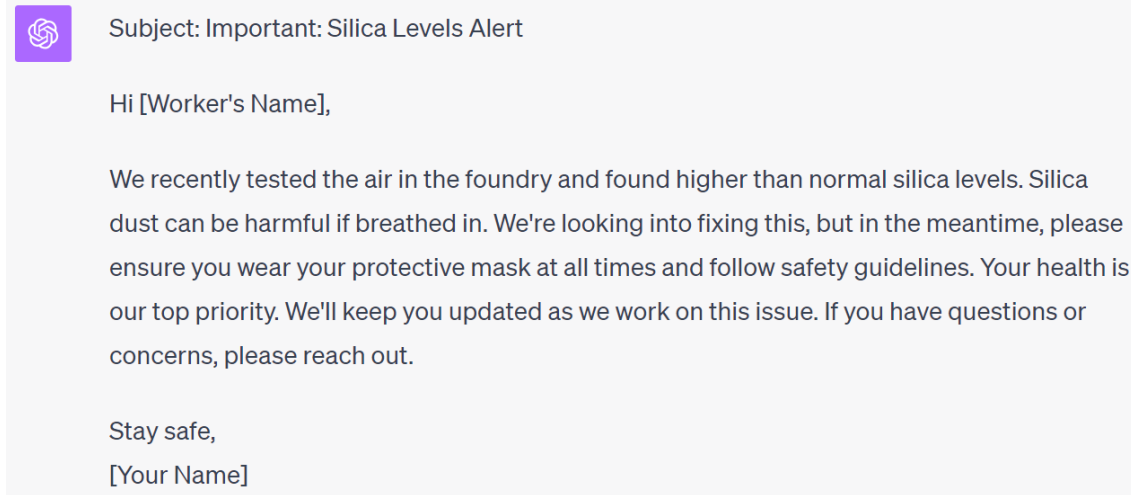 Subject: Important: Silica Levels Alert
Hi [Worker's Name],
We recently tested the air in the foundry and found higher than normal silica levels. Silica
dust can be harmful if breathed in. We're looking into fixing this, but in the meantime, please
ensure you wear your protective mask at all times and follow safety guidelines. Your health is
our top priority. We'll keep you updated as we work on this issue. If you have questions or
concerns, please reach out.
Stay safe,
[Your Name]